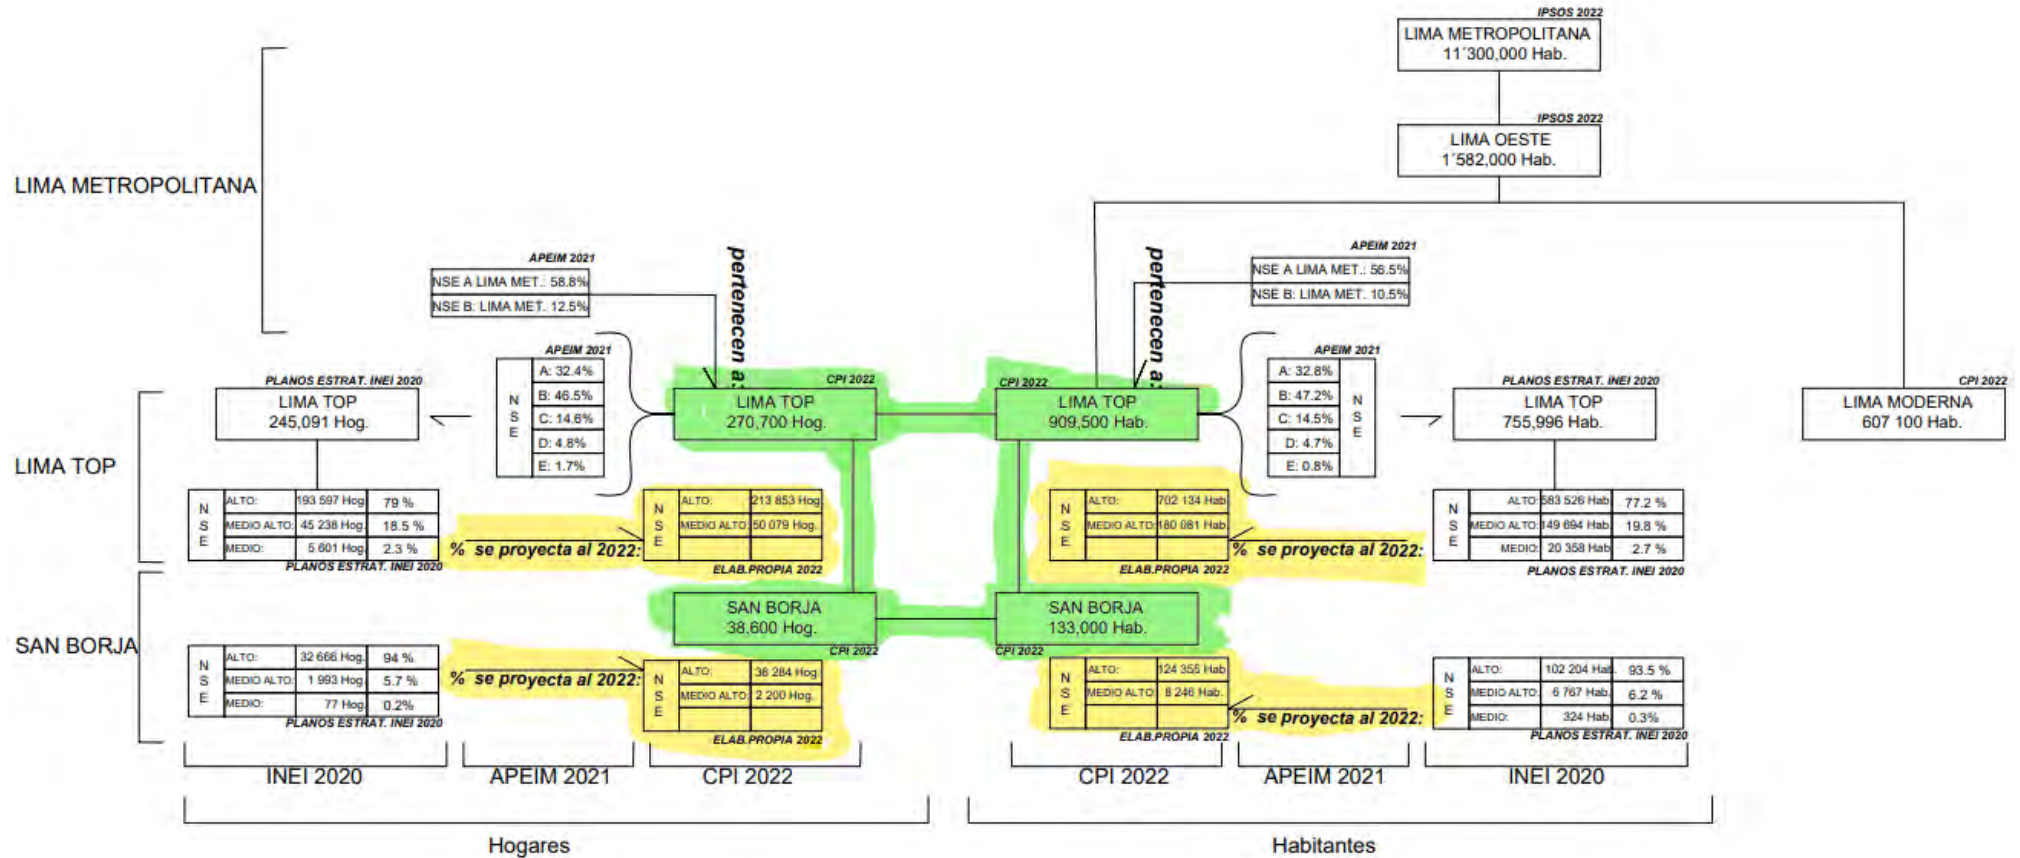 IPSOS 2022
LIMA METROPOLITANA
11´300,000 Hab.
IPSOS 2022
LIMA OESTE
1´582,000 Hab.
LIMA METROPOLITANA
APEIM 2021
NSE A LIMA MET.: 58.8%
NSE B: LIMA MET. 12.5%
pertenecen a:
APEIM 2021
NSE A LIMA MET.: 56.5%
NSE B: LIMA MET. 10.5%
pertenecen a:
LIMA TOP
PLANOS ESTRAT. INEI 2020
LIMA TOP
245,091 Hog.
APEIM 2021
NSE
A: 32.4%
B: 46.5%
C: 14.6%
D: 4.8%
E: 1.7%
CPI 2022
LIMA TOP
270,700 Hog.
CPI 2022
LIMA TOP
909,500 Hab.
APEIM 2021
A: 32.8%
B: 47.2%
C: 14.5%
D: 4.7%
E: 0.8%
NSE
PLANOS ESTRAT. INEI 2020
LIMA TOP
755,996 Hab.
CPI 2022
LIMA MODERNA
607 100 Hab.
NSE
ALTO: 193 597 Hog. 79 %
MEDIO ALTO: 45 238 Hog. 18.5 %
MEDIO: 5 601 Hog. 2.3 %
PLANOS ESTRAT. INEI 2020
% se proyecta al 2022:
NSE
ALTO: 213 853 Hog.
MEDIO ALTO: 50 079 Hog.
ELAB.PROPIA 2022
NSE
ALTO: 702 134 Hab.
MEDIO ALTO: 180 081 Hab.
ELAB.PROPIA 2022
% se proyecta al 2022:
NSE
ALTO: 583 526 Hab. 77.2 %
MEDIO ALTO: 149 694 Hab. 19.8 %
MEDIO: 20 358 Hab 2.7 %
PLANOS ESTRAT. INEI 2020
SAN BORJA
SAN BORJA
38,600 Hog.
CPI 2022
SAN BORJA
133,000 Hab.
CPI 2022
NSE
ALTO: 32 666 Hog. 94 %
MEDIO ALTO: 1 993 Hog. 5.7 %
MEDIO: 77 Hog. 0.2%
PLANOS ESTRAT. INEI 2020
% se proyecta al 2022:
NSE
ALTO: 36 284 Hog.
MEDIO ALTO: 2 200 Hog.
ELAB.PROPIA 2022
NSE
ALTO: 124 355 Hab
MEDIO ALTO: 8 246 Hab.
ELAB.PROPIA 2022
% se proyecta al 2022:
NSE
ALTO: 102 204 Hab. 93.5 %
MEDIO ALTO: 6 767 Hab. 6.2 %
MEDIO: 324 Hab 0.3%
PLANOS ESTRAT. INEI 2020
INEI 2020
APEIM 2021
CPI 2022
CPI 2022
APEIM 2021
INEI 2020
Hogares
Habitantes